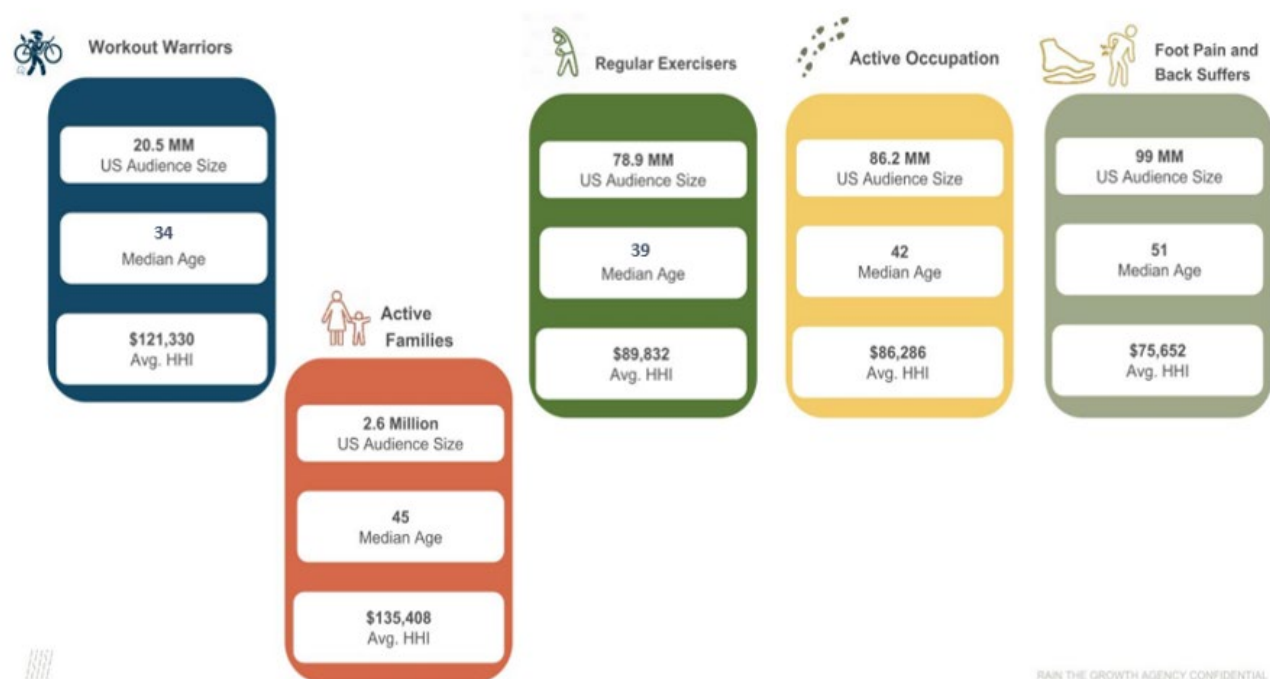 Workout Warriors
20.5 MM
US Audience Size
34
Median Age
$121,330
Avg. HHI
Active
Families
2.6 Million
US Audience Size
45
Median Age
$135,408
Avg. HHI
Regular Exercisers
78.9 MM
US Audience Size
39
Median Age
$89,832
Avg. HHI
Active Occupation
86.2 MM
US Audience Size
42
Median Age
$86,286
Avg. HHI
Foot Pain and
Back Suffers
99 MM
US Audience Size
51
Median Age
$75,652
Avg. HHI
RAIN THE GROWTH AGENCY CONFIDENTIAL